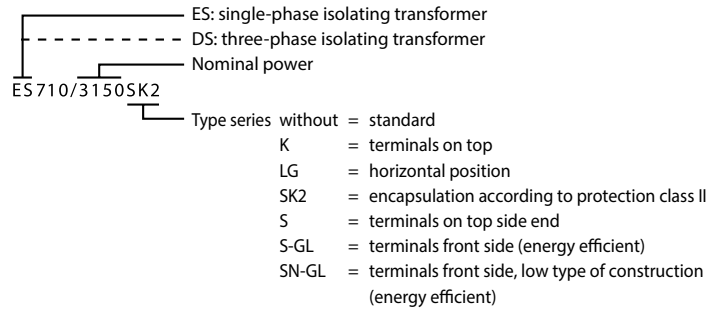 ES: single-phase isolating transformer
DS: three-phase isolating transformer
Nominal power
ES710/3150SK2
Type series without = standard
K = terminals on top
LG = horizontal position
SK2 = encapsulation according to protection class II
S = terminals on top side end
S-GL = terminals front side (energy efficient)
SN-GL = terminals front side, low type of construction
(energy efficient)